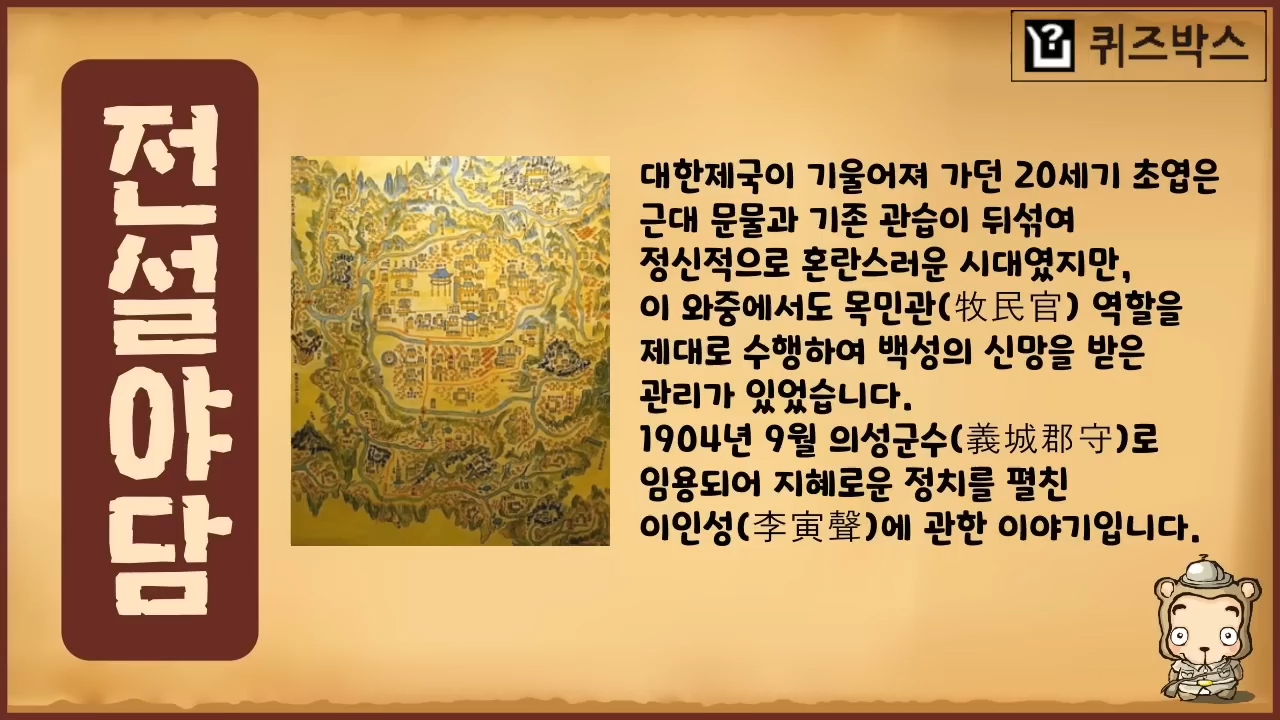 퀴즈박스
전설야담
대한제국이 기울어져 가던 20세기 초엽은
근대 문물과 기존 관습이 뒤섞여
정신적으로 혼란스러운 시대였지만,
이 와중에서도 목민관(牧民官) 역할을
제대로 수행하여 백성의 신망을 받은
관리가 있었습니다.
1904년 9월 의성군수(義城郡守)로
임용되어 지혜로운 정치를 펼친
이인성(李寅聲)에 관한 이야기입니다.